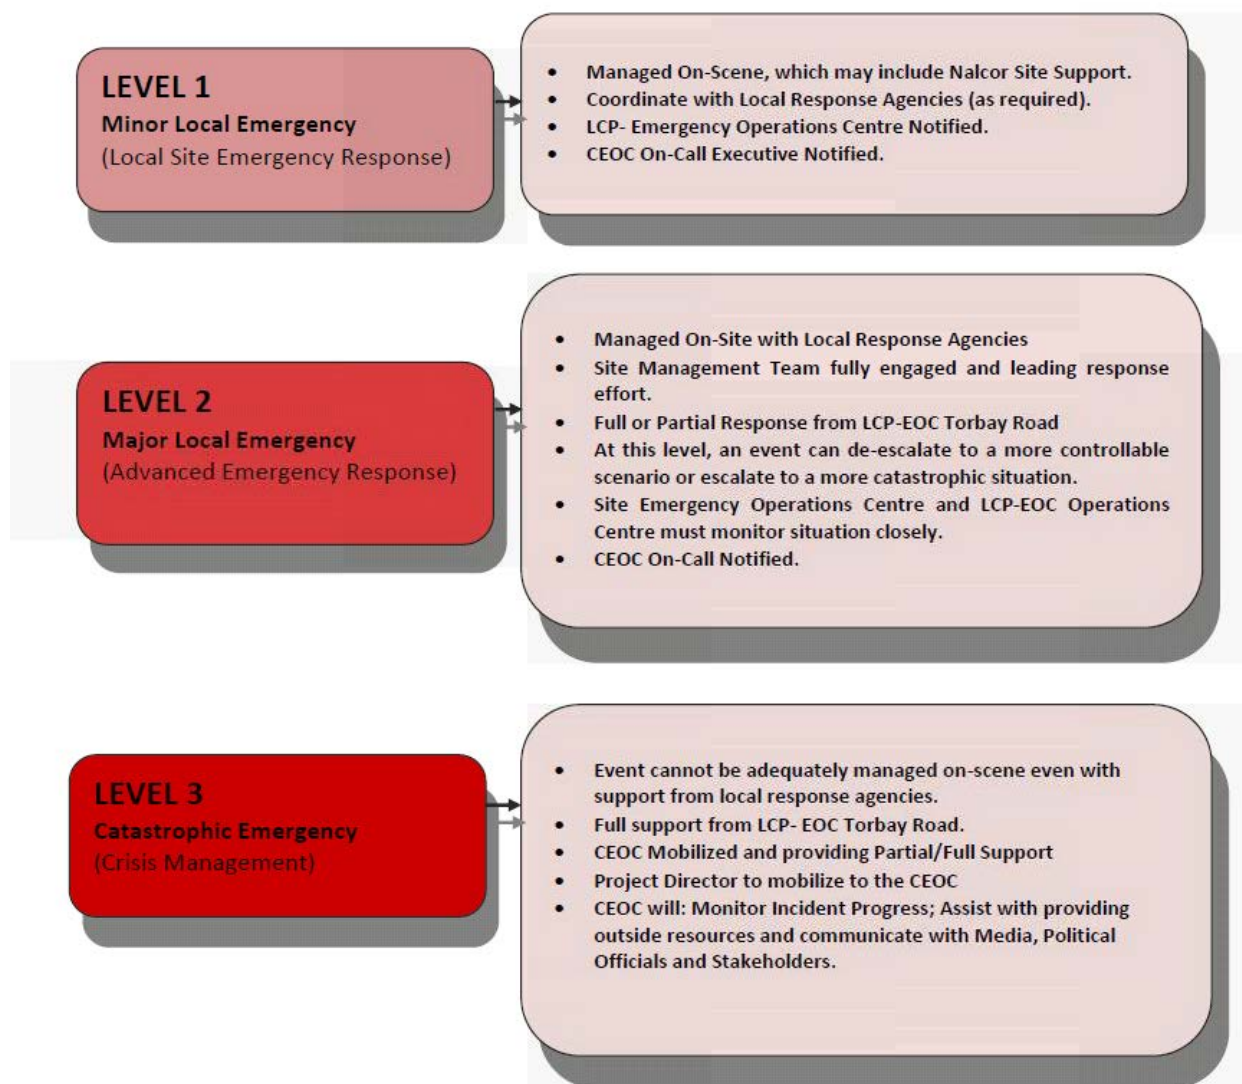 LEVEL 1
Minor Local Emergency
(Local Site Emergency Response)
• Managed On-Scene, which may include Nalcor Site Support.
• Coordinate with Local Response Agencies (as required).
• LCP- Emergency Operations Centre Notified.
• CEOC On-Call Executive Notified.
LEVEL 2
Major Local Emergency
(Advanced Emergency Response)
• Managed On-Site with Local Response Agencies
• Site Management Team fully engaged and leading response
effort.
• Full or Partial Response from LCP-EOC Torbay Road
• At this level, an event can de-escalate to a more controllable
scenario or escalate to a more catastrophic situation.
• Site Emergency Operations Centre and LCP-EOC Operations
Centre must monitor situation closely.
• CEOC On-Call Notified.
LEVEL 3
Catastrophic Emergency
(Crisis Management)
• Event cannot be adequately managed on-scene even with
support from local response agencies.
• Full support from LCP- EOC Torbay Road.
• CEOC Mobilized and providing Partial/Full Support
• Project Director to mobilize to the CEOC
• CEOC will: Monitor Incident Progress; Assist with providing
outside resources and communicate with Media, Political
Officials and Stakeholders.